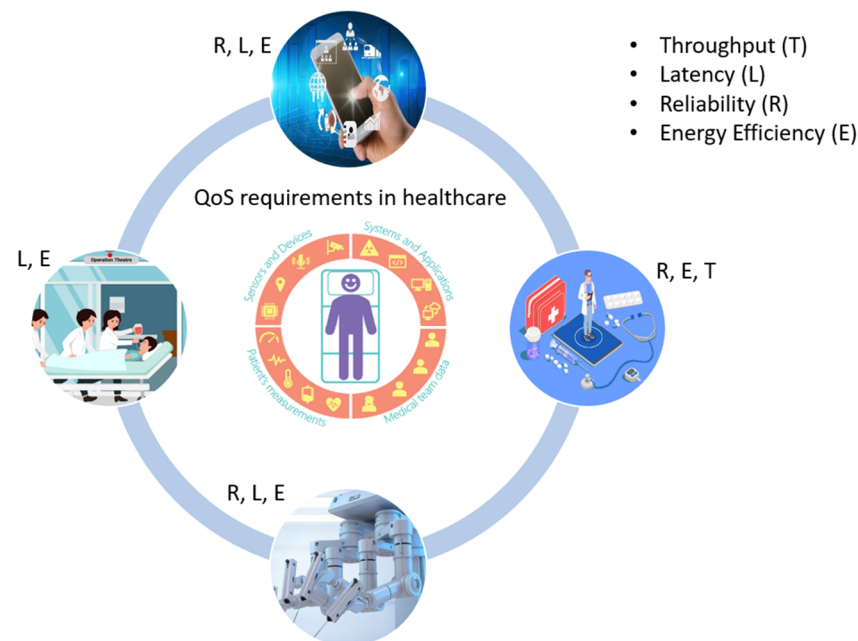 R, L, E
• Throughput (T)
• Latency (L)
• Reliability (R)
• Energy Efficiency (E)
QoS requirements in healthcare
L, E
Operation Theatre
R, E, T
Sensors and Devices
Systems and Applications
Patient's measurements
Medical team data
R, L, E